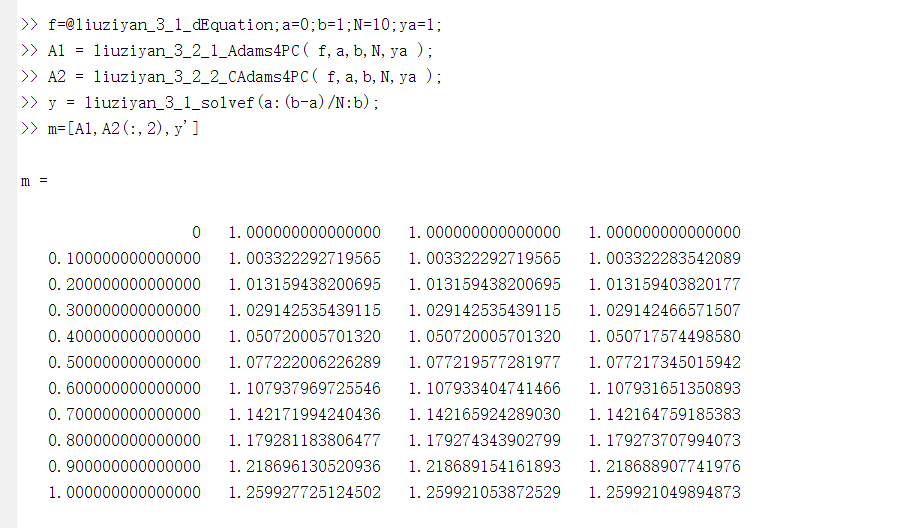 >> f=@liuziyan_3_1_dEquation;a=0;b=1;N=10;ya=1;
>> A1 = liuziyan_3_2_1_Adams4PC( f,a,b,N,ya );
>> A2 = liuziyan_3_2_2_CAdams4PC( f,a,b,N,ya );
>> y = liuziyan_3_1_solvef(a:(b-a)/N:b);
>> m=[A1,A2(:,2),y']
m =
0 1.000000000000000 1.000000000000000 1.000000000000000
0.100000000000000 1.003322292719565 1.003322292719565 1.003322283542089
0.200000000000000 1.013159438200695 1.013159438200695 1.013159403820177
0.300000000000000 1.029142535439115 1.029142535439115 1.029142466571507
0.400000000000000 1.050720005701320 1.050720005701320 1.050717574498580
0.500000000000000 1.077222006226289 1.077219577281977 1.077217345015942
0.600000000000000 1.107937969725546 1.107933404741466 1.107931651350893
0.700000000000000 1.142171994240436 1.142165924289030 1.142164759185383
0.800000000000000 1.179281183806477 1.179274343902799 1.179273707994073
0.900000000000000 1.218696130520936 1.218689154161893 1.218688907741976
1.000000000000000 1.259927725124502 1.259921053872529 1.259921049894873